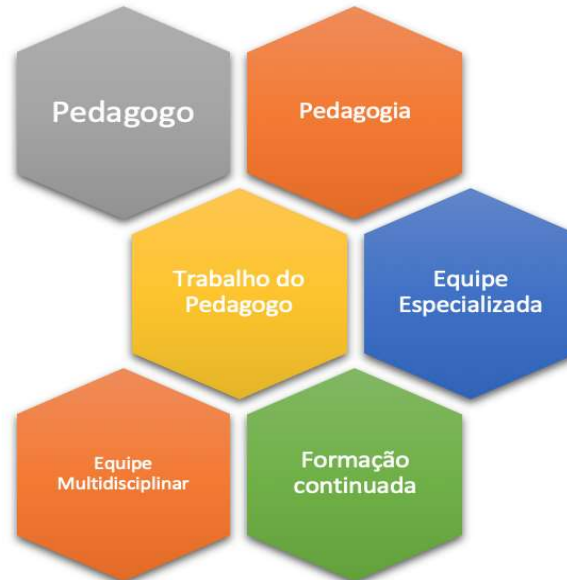 Pedagogo
Pedagogia
Trabalho do
Pedagogo
Equipe
Especializada
Equipe
Multidisciplinar
Formação
continuada